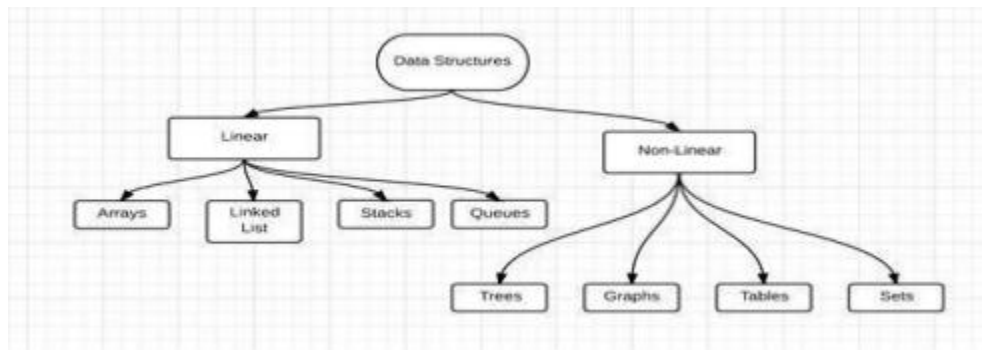 Data Structures
Linear
Non-Linear
Arrays
Linked
List
Stacks
Queues
Trees
Graphs
Tables
Sets